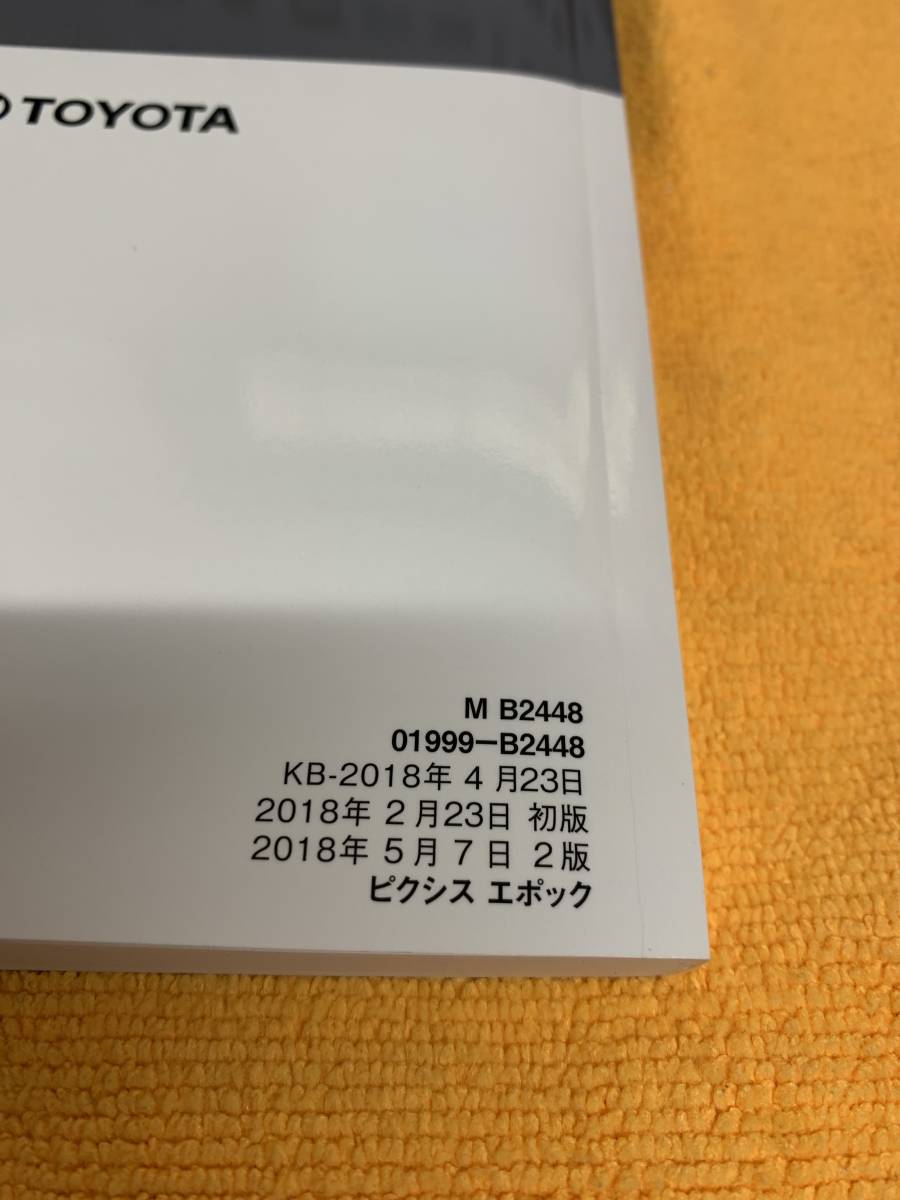 TOYOTA
M B2448
01999-B2448
KB-2018年 4 月23日
2018年 2月23日 初版
2018年 5月 7 日 2版
ピクシス エポック